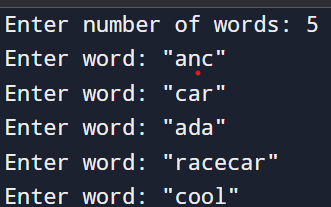 Enter number of words: 5
Enter word: "anc"
Enter word: "car"
Enter word: "ada"
Enter word: "racecar"
Enter word: "cool"